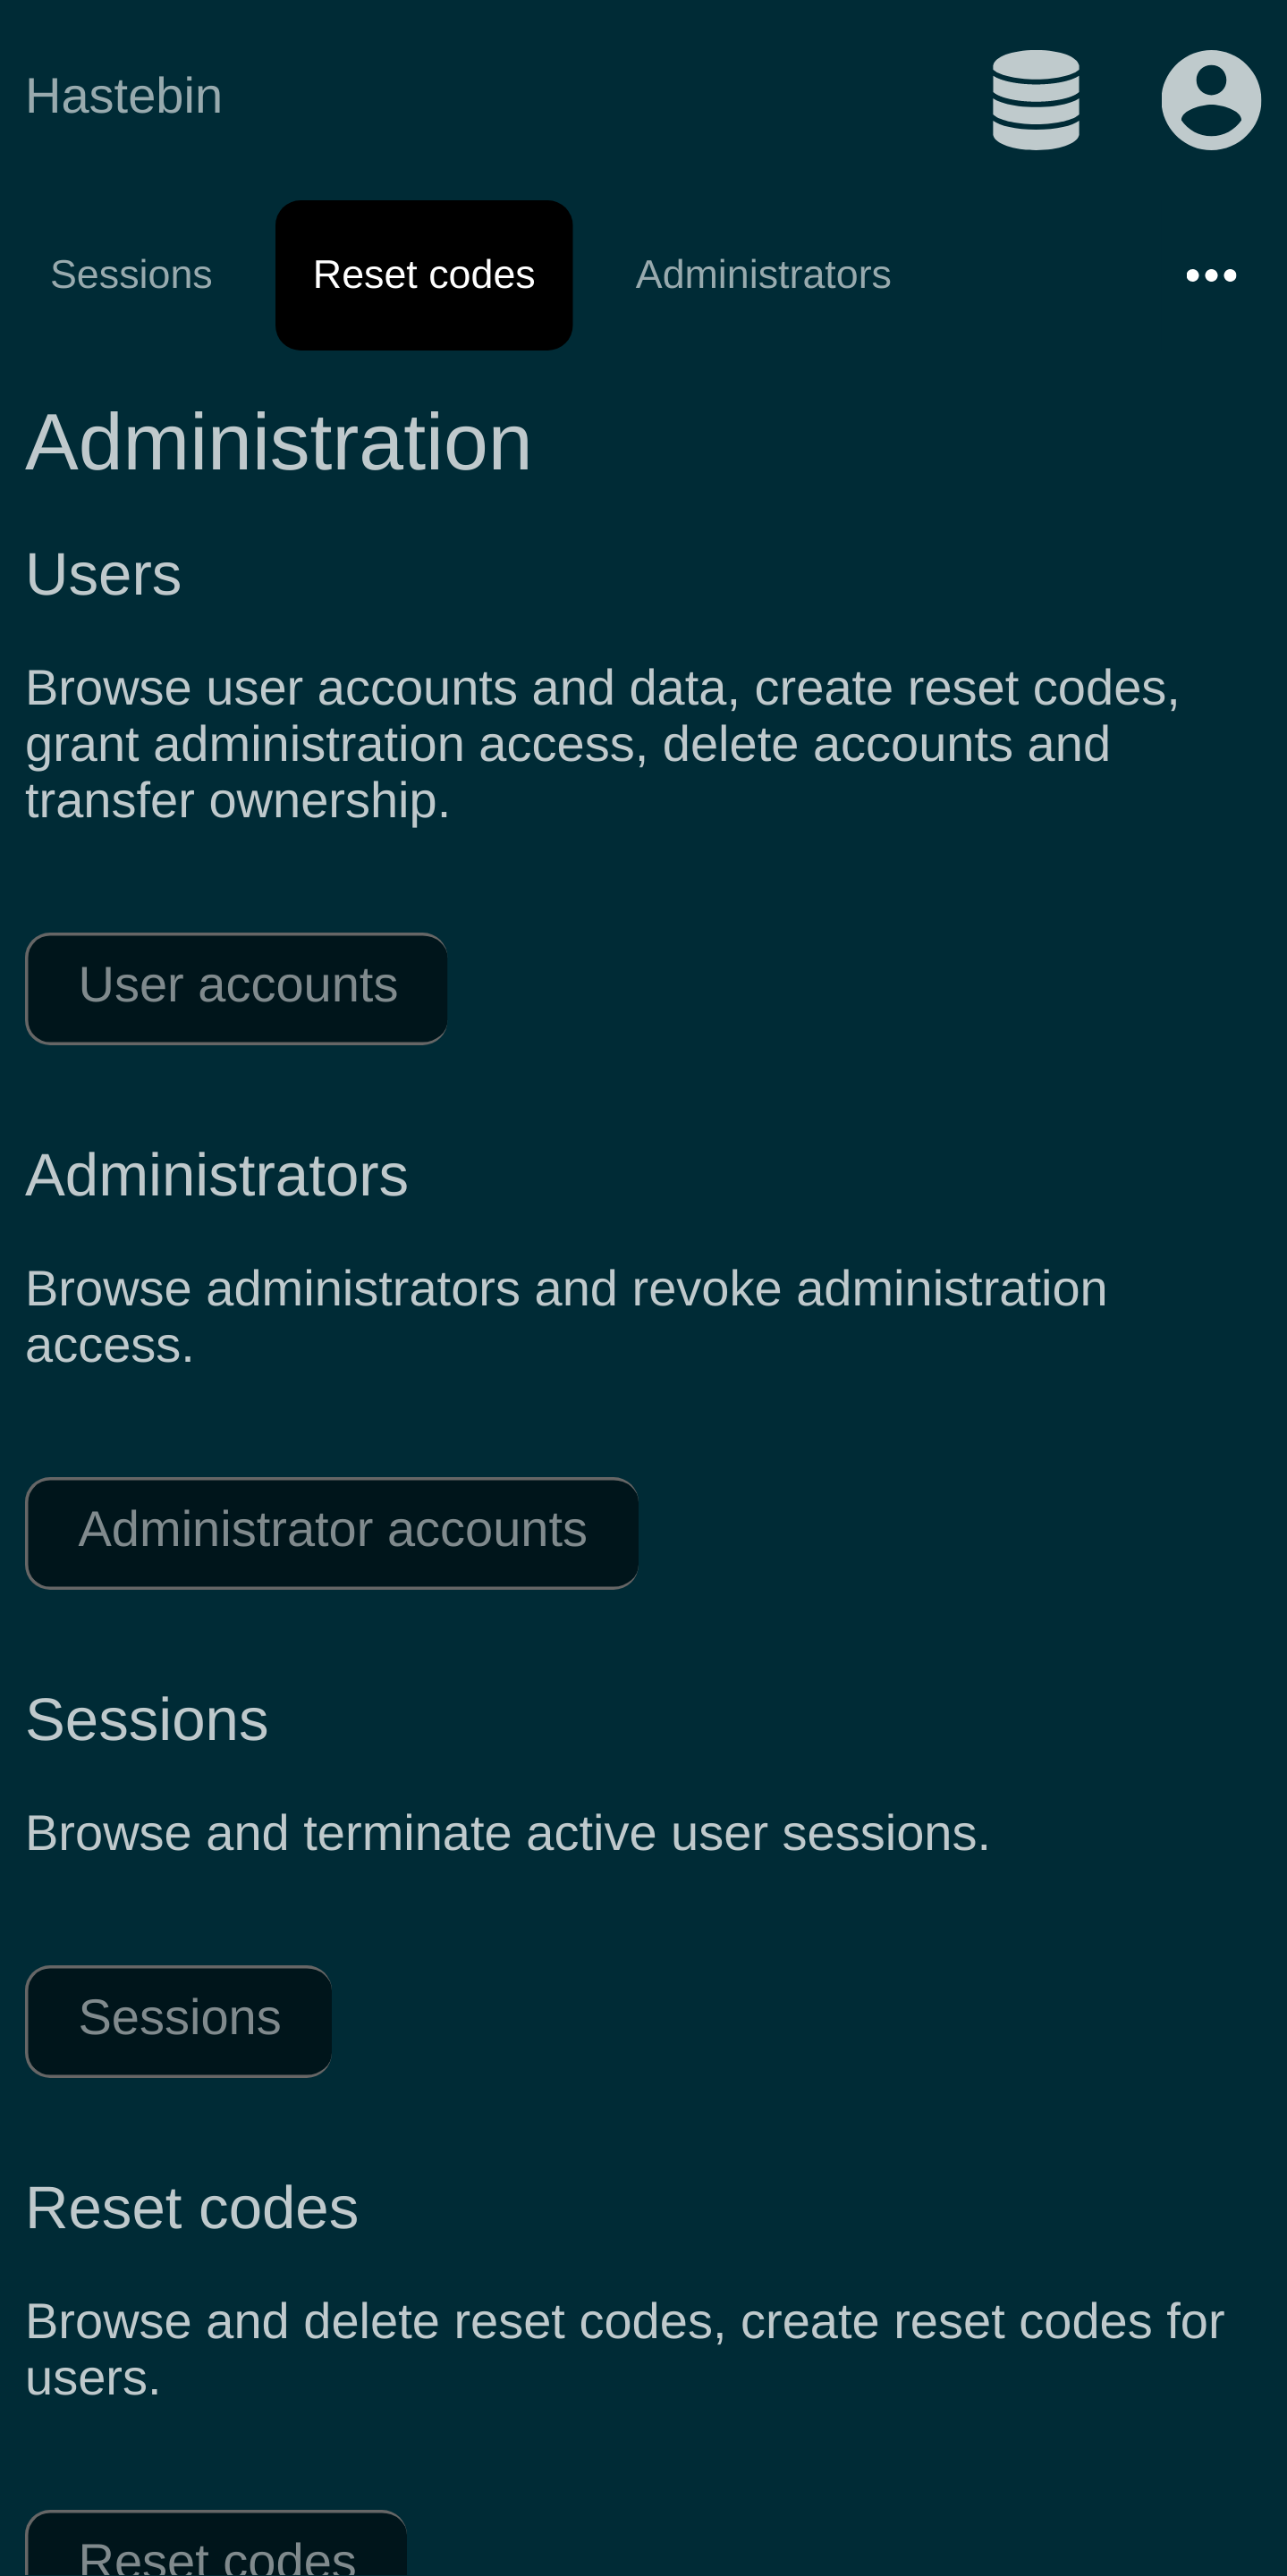 Hastebin
Sessions
Reset codes
Administrators
Administration
Users
Browse user accounts and data, create reset codes,
grant administration access, delete accounts and
transfer ownership.
User accounts
Administrators
Browse administrators and revoke administration
access.
Administrator accounts
Sessions
Browse and terminate active user sessions.
Sessions
Reset codes
Browse and delete reset codes, create reset codes for
users.
Reset codes